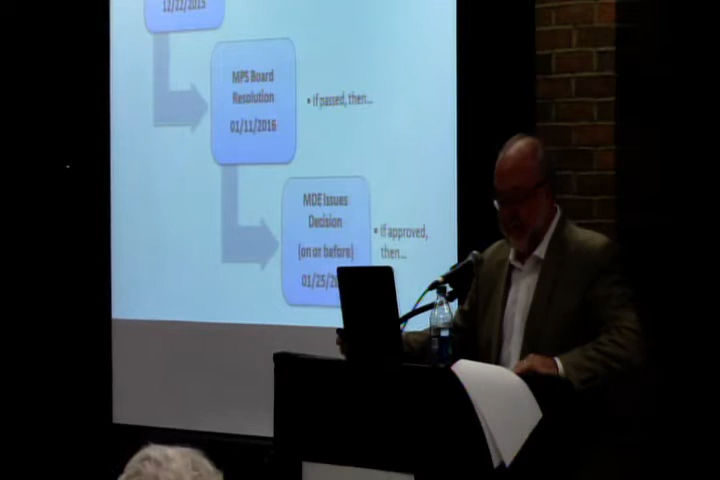 12/22/2015
MPS Board
Resolution
01/11/2016
• If passed, then...
MDE Issues
Decision
(on or before)
01/25/20
• If approved,
then...